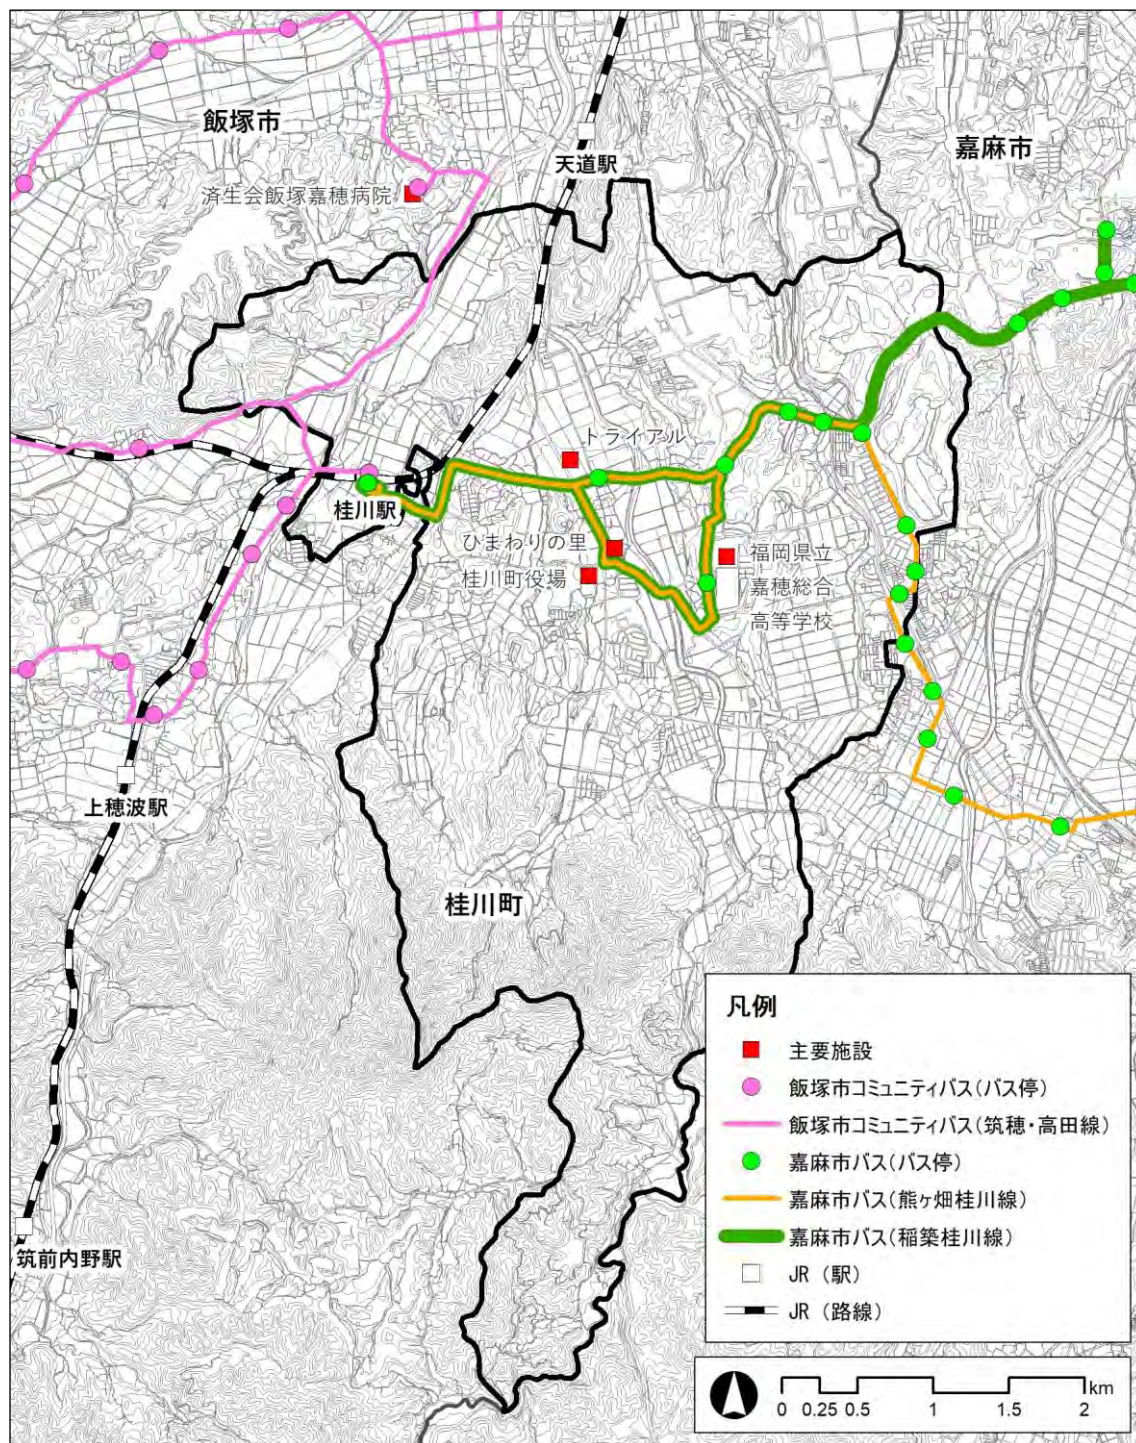 飯塚市
嘉麻市
天道駅
済生会飯塚嘉穂病院
トライアル
桂川駅
ひまわりの里
桂川町役場
福岡県立
嘉穂総合
高等学校
上穂波駅
桂川町
筑前内野駅
凡例
主要施設
飯塚市コミュニティバス(バス停)
飯塚市コミュニティバス(筑穂・高田線)
嘉麻市バス(バス停)
嘉麻市バス(熊ヶ畑桂川線)
嘉麻市バス(稲築桂川線)
JR (駅)
JR (路線)
km
0 0.25 0.5 1 2